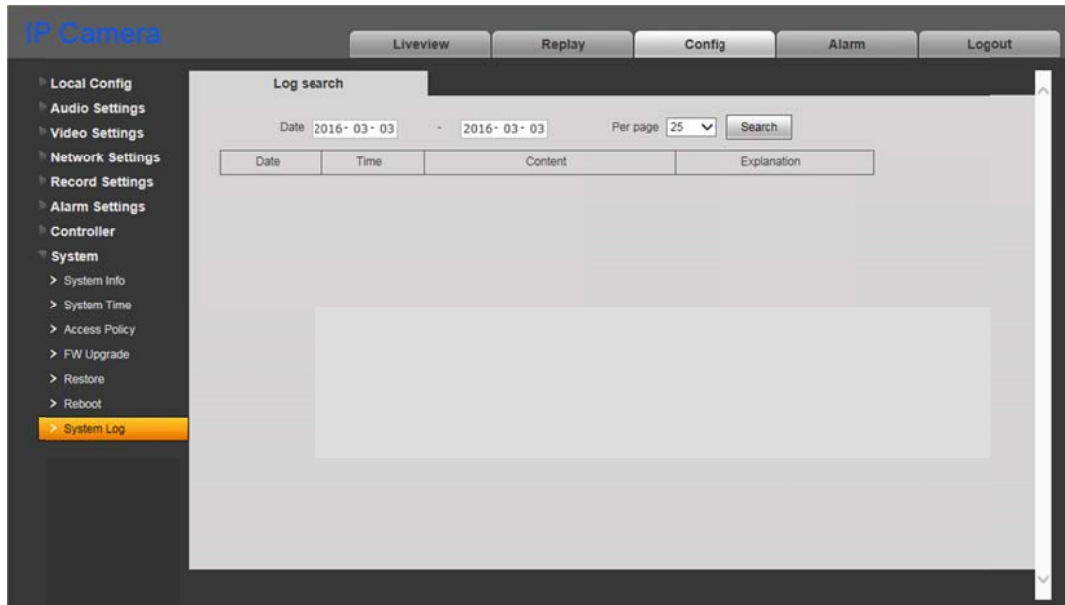 IP Camera
Liveview Replay Config Alarm Logout
Local Config
Audio Settings
Video Settings
Network Settings
Record Settings
Alarm Settings
Controller
System
> System Info
> System Time
> Access Policy
> FW Upgrade
> Restore
> Reboot
> System Log
Log search
Date 2016- 03- 03 - 2016- 03- 03 Per page 25 Search
Date Time Content Explanation